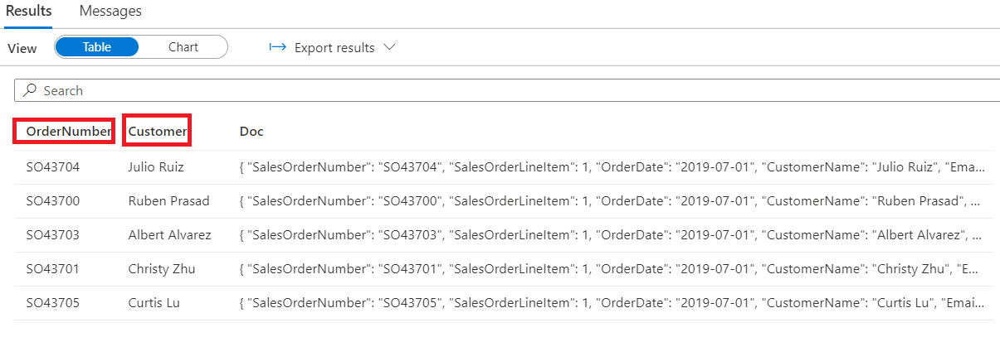 Results Messages
View Table Chart Export results
Search
OrderNumber Customer Doc
SO43704 Julio Ruiz { "SalesOrderNumber": "SO43704", "SalesOrderLineItem": 1, "OrderDate": "2019-07-01", "CustomerName": "Julio Ruiz", "Ema...
SO43700 Ruben Prasad { "SalesOrderNumber": "SO43700", "SalesOrderLineItem": 1, "OrderDate": "2019-07-01", "CustomerName": "Ruben Prasad", ...
SO43703 Albert Alvarez { "SalesOrderNumber": "SO43703", "SalesOrderLineItem": 1, "OrderDate": "2019-07-01", "CustomerName": "Albert Alvarez", ...
SO43701 Christy Zhu { "SalesOrderNumber": "SO43701", "SalesOrderLineItem": 1, "OrderDate": "2019-07-01", "CustomerName": "Christy Zhu", "E...
SO43705 Curtis Lu { "SalesOrderNumber": "SO43705", "SalesOrderLineItem": 1, "OrderDate": "2019-07-01", "CustomerName": "Curtis Lu", "Emai...